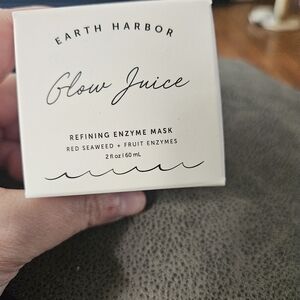 EARTH HARBOR
Glow Juice
REFINING ENZYME MASK
RED SEAWEED + FRUIT ENZYMES
2 fl oz / 60 mL